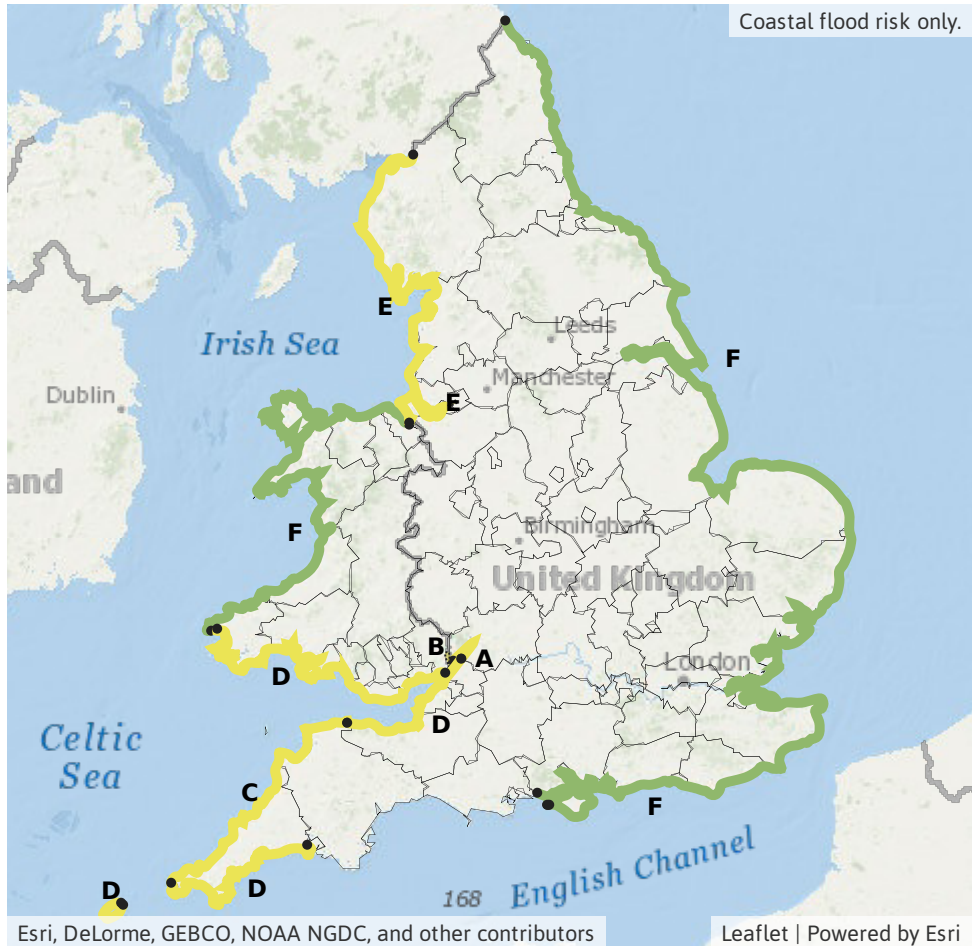 Coastal flood risk only.
Leeds
E
Irish Sea
F
Manchester
Dublin
E
and
Birmingham
F
United Kingdom
B
A
London
D
D
Celtic
Sea
C
F
English Channel
D
D
168
Esri, DeLorme, GEBCO, NOAA NGDC, and other contributors
Leaflet | Powered by Esri